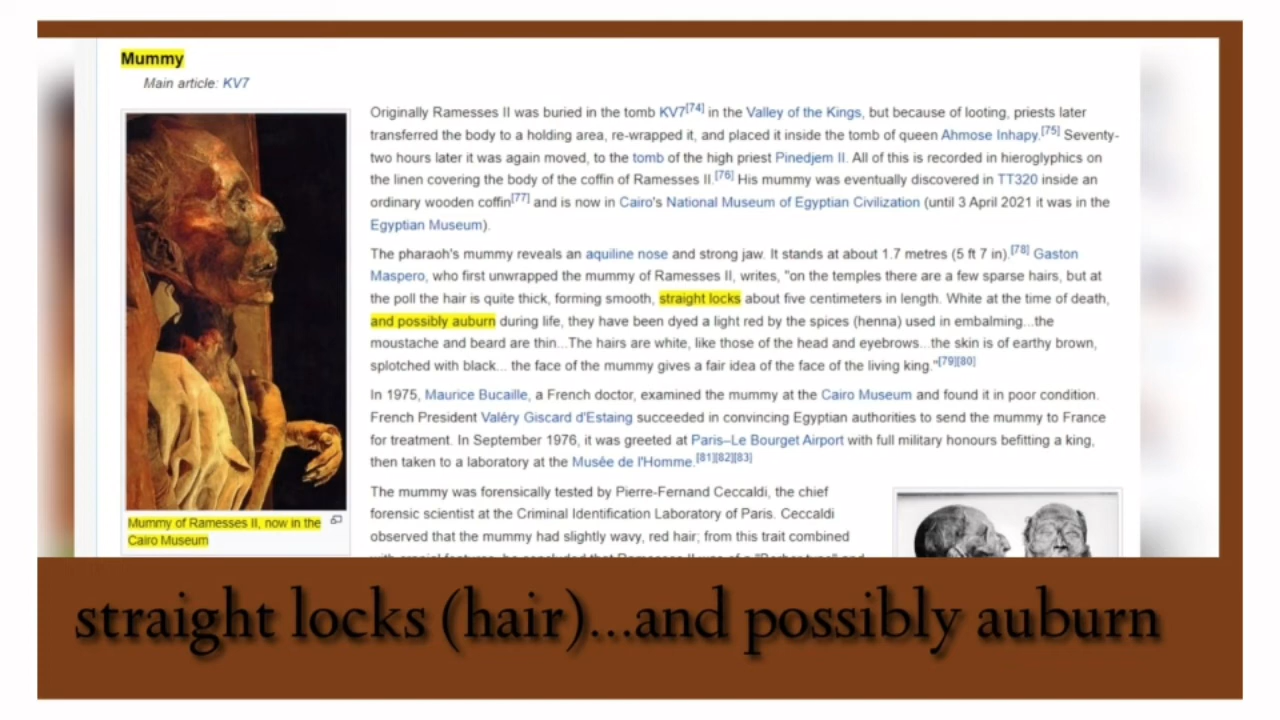 Mummy
Main article: KV7
Originally Ramesses II was buried in the tomb KV7[74] in the Valley of the Kings, but because of looting, priests later
transferred the body to a holding area, re-wrapped it, and placed it inside the tomb of queen Ahmose Inhapy.[75] Seventy-
two hours later it was again moved, to the tomb of the high priest Pinedjem II. All of this is recorded in hieroglyphics on
the linen covering the body of the coffin of Ramesses II.[76] His mummy was eventually discovered in TT320 inside an
ordinary wooden coffin[77] and is now in Cairo's National Museum of Egyptian Civilization (until 3 April 2021 it was in the
Egyptian Museum).
The pharaoh's mummy reveals an aquiline nose and strong jaw. It stands at about 1.7 metres (5 ft 7 in).[78] Gaston
Maspero, who first unwrapped the mummy of Ramesses II, writes, "on the temples there are a few sparse hairs, but at
the poll the hair is quite thick, forming smooth, straight locks about five centimeters in length. White at the time of death,
and possibly auburn during life, they have been dyed a light red by the spices (henna) used in embalming...the
moustache and beard are thin...The hairs are white, like those of the head and eyebrows...the skin is of earthy brown,
splotched with black... the face of the mummy gives a fair idea of the face of the living king."[79][80]
In 1975, Maurice Bucaille, a French doctor, examined the mummy at the Cairo Museum and found it in poor condition.
French President Valéry Giscard d'Estaing succeeded in convincing Egyptian authorities to send the mummy to France
for treatment. In September 1976, it was greeted at Paris–Le Bourget Airport with full military honours befitting a king,
then taken to a laboratory at the Musée de l'Homme.[81][82][83]
The mummy was forensically tested by Pierre-Fernand Ceccaldi, the chief
forensic scientist at the Criminal Identification Laboratory of Paris. Ceccaldi
observed that the mummy had slightly wavy, red hair; from this trait combined
Mummy of Ramesses II, now in the
Cairo Museum
straight locks (hair)...and possibly auburn